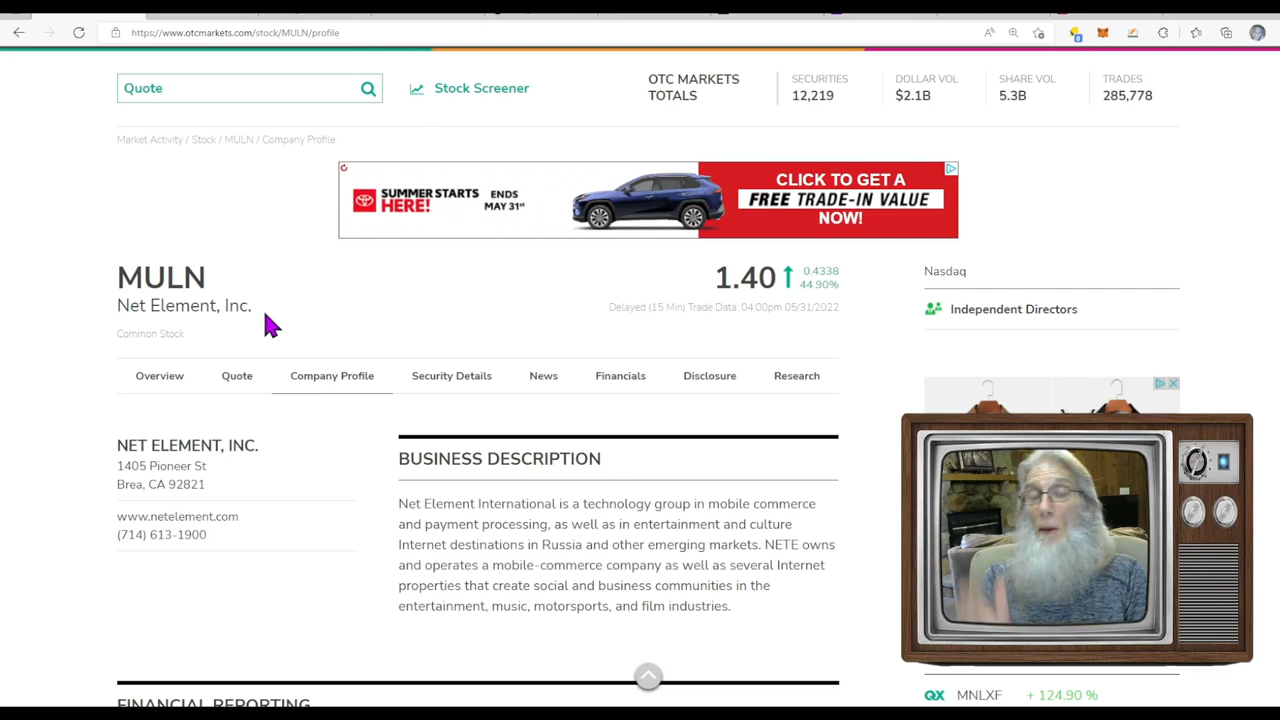 https://www.otcmarkets.com/stock/MULN/profile
Quote
Stock Screener
OTC MARKETS
TOTALS
SECURITIES
12,219
DOLLAR VOL
$2.1B
SHARE VOL
5.3B
TRADES
285,778
Market Activity / Stock / MULN / Company Profile
SUMMER STARTS
HERE!
ENDS
MAY 31st
CLICK TO GET A
FREE TRADE-IN VALUE
NOW!
MULN
Net Element, Inc.
Common Stock
1.40
0.4338
44.90%
Delayed (15 Min) Trade Data: 04:00pm 05/31/2022
Nasdaq
Independent Directors
Overview
Quote
Company Profile
Security Details
News
Financials
Disclosure
Research
NET ELEMENT, INC.
1405 Pioneer St
Brea, CA 92821
www.netelement.com
(714) 613-1900
BUSINESS DESCRIPTION
Net Element International is a technology group in mobile commerce
and payment processing, as well as in entertainment and culture
Internet destinations in Russia and other emerging markets. NETE owns
and operates a mobile-commerce company as well as several Internet
properties that create social and business communities in the
entertainment, music, motorsports, and film industries.
FINANCIAL REPORTING
QX MNLXF + 124.90 %